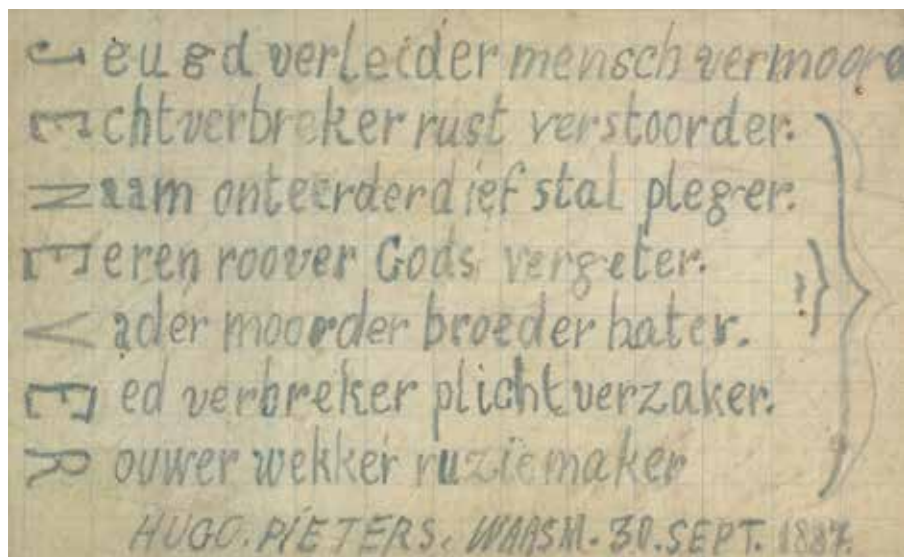 Jeugd verleider mensch vermoord
Echtverbreker rust verstoorder.
Naam onteerder dief stal pleger.
Eeren roover Gods vergeter.
Vader moorder broeder hater.
Eed verbreker plichtverzaker.
Rouwer wekker ruziemaker
HUGO. PIETERS. WAASM. 30. SEPT.